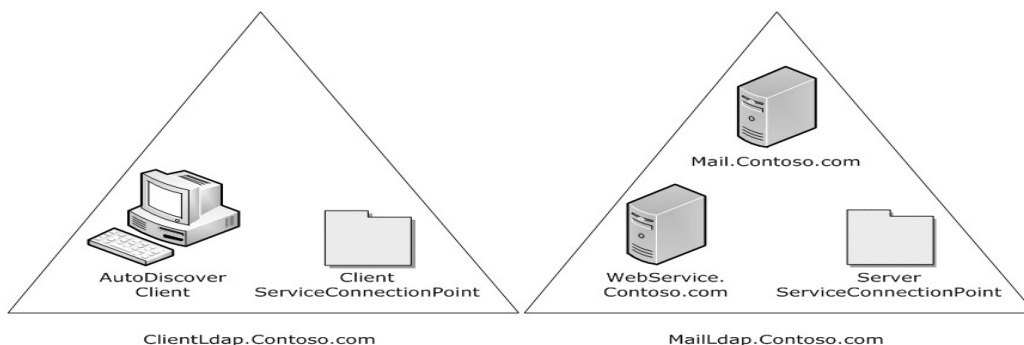 Mail.Contoso.com
AutoDiscover
Client
Client
ServiceConnectionPoint
WebService.
Contoso.com
Server
ServiceConnectionPoint
ClientLdap.Contoso.com
MailLdap.Contoso.com